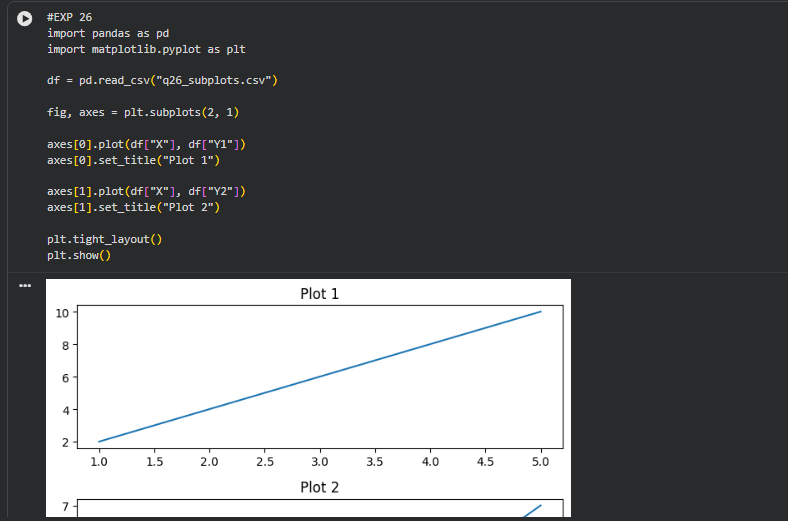 #EXP 26
import pandas as pd
import matplotlib.pyplot as plt
df = pd.read_csv("q26_subplots.csv")
fig, axes = plt.subplots(2, 1)
axes[0].plot(df["X"], df["Y1"])
axes[0].set_title("Plot 1")
axes[1].plot(df["X"], df["Y2"])
axes[1].set_title("Plot 2")
plt.tight_layout()
plt.show()
Plot 1
10
8
6
4
2
1.0 1.5 2.0 2.5 3.0 3.5 4.0 4.5 5.0
Plot 2
7